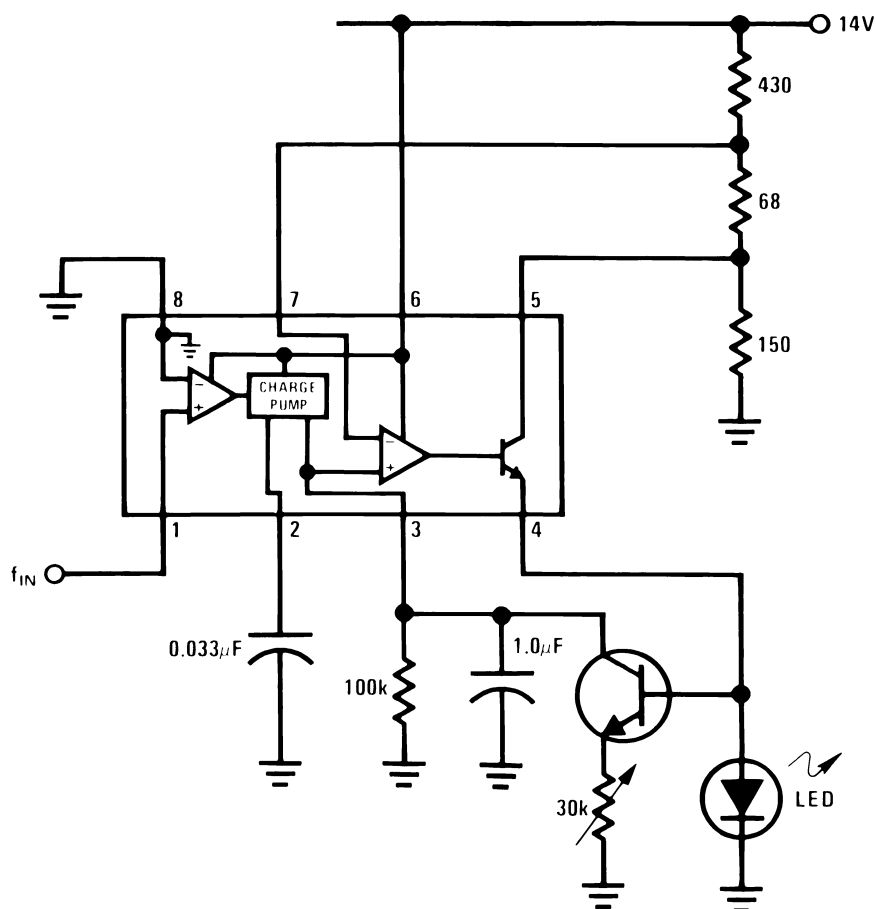 14V
430
68
150
8 7 6 5
CHARGE
PUMP
−
+
−
+
1 2 3 4
fIN
0.033μF
100k
1.0μF
30k
LED